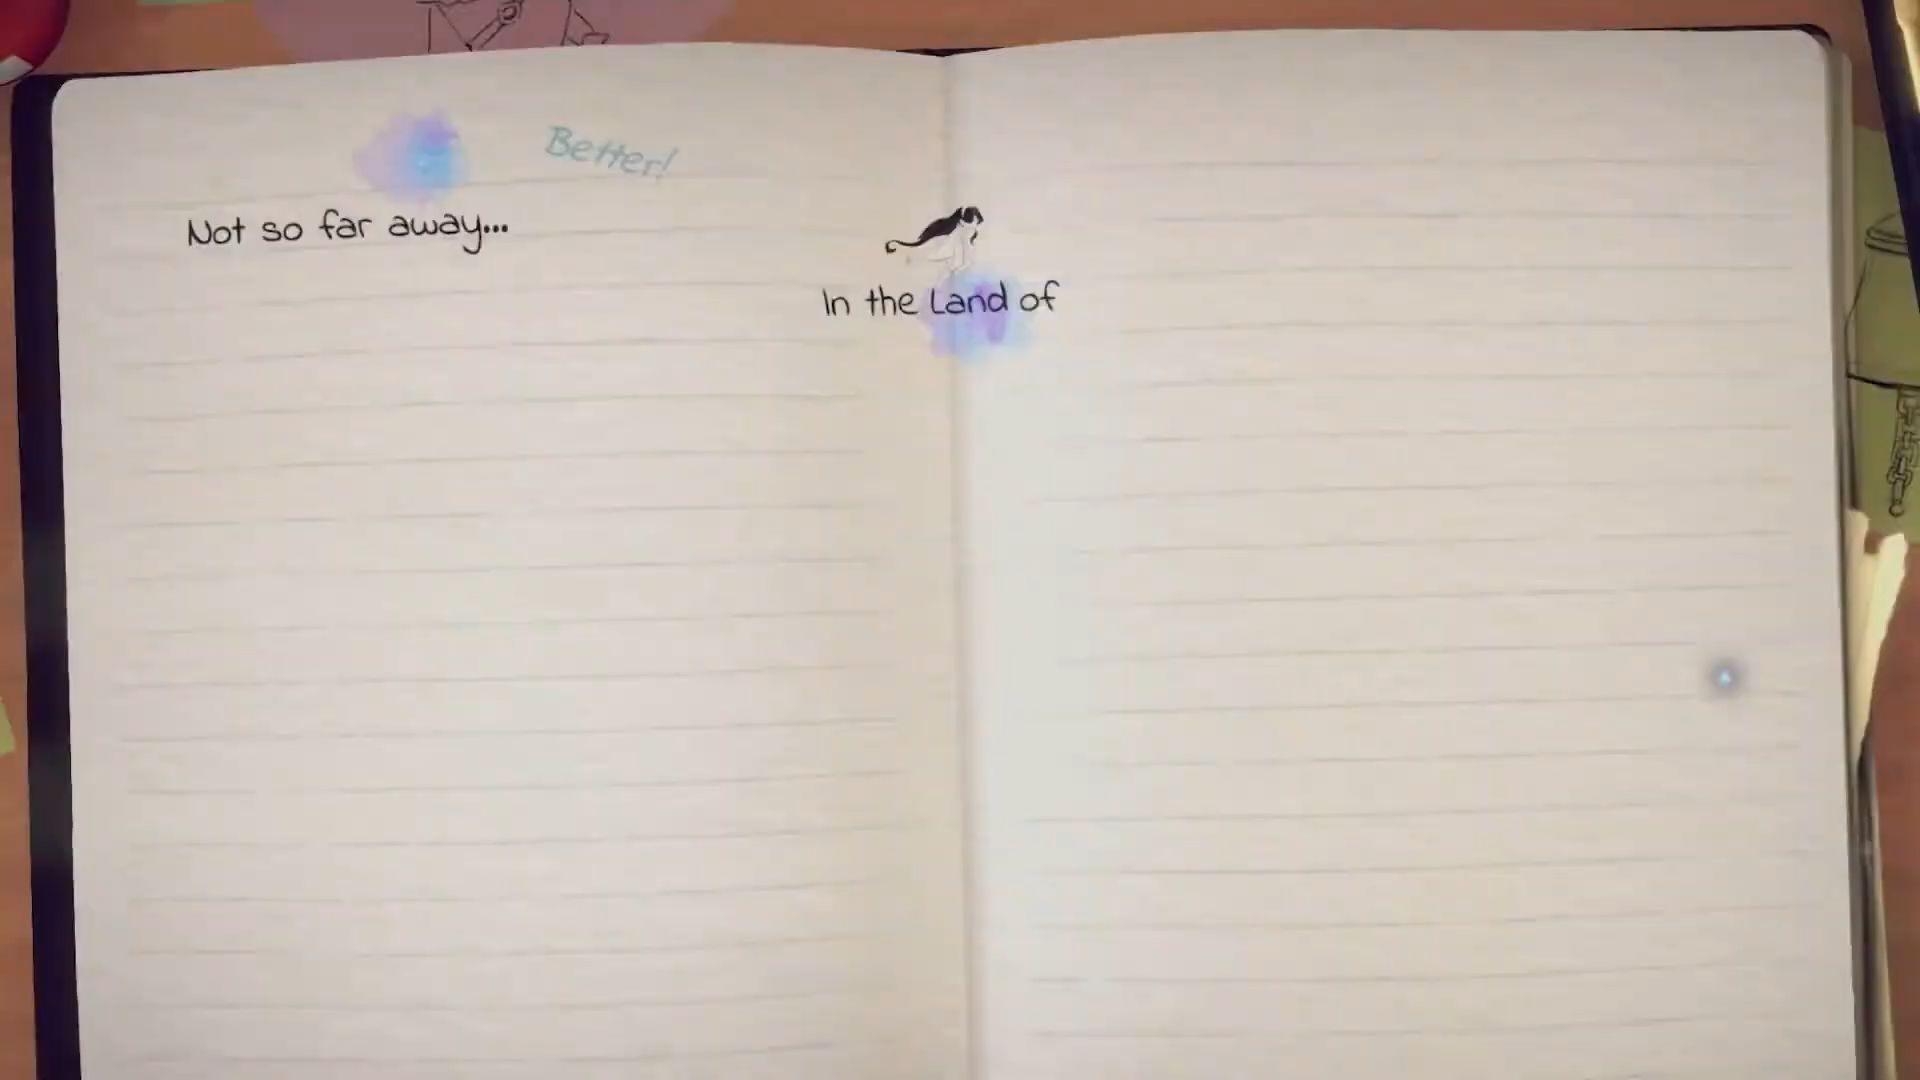 Better!
Not so far away...
In the Land of